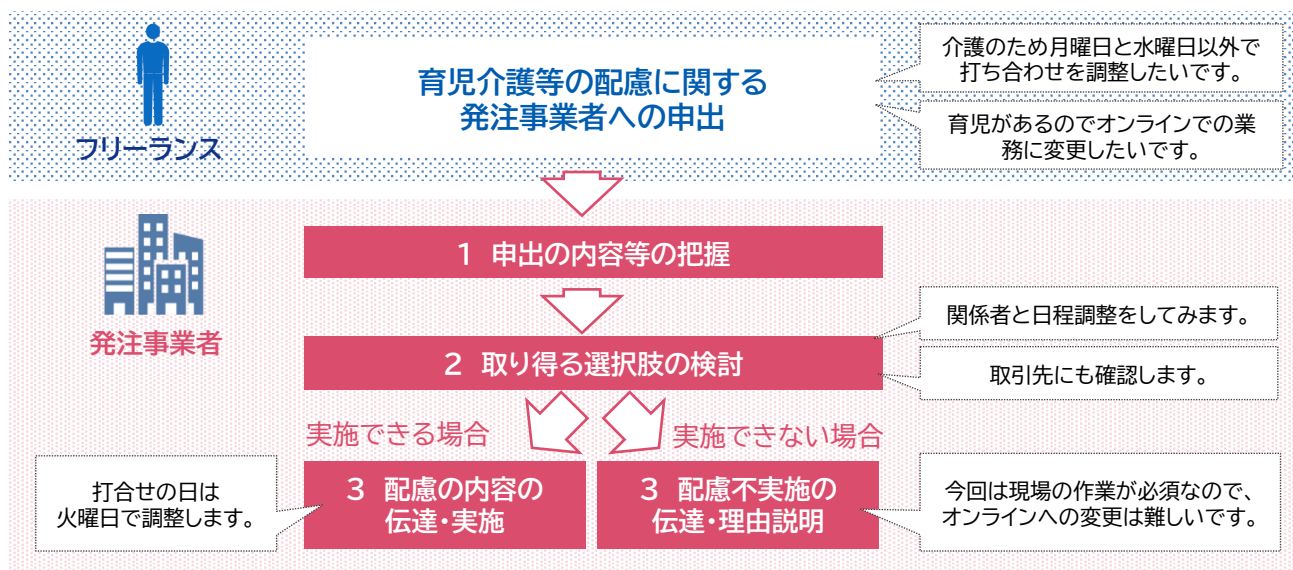 フリーランス
育児介護等の配慮に関する
発注事業者への申出
介護のため月曜日と水曜日以外で
打ち合わせを調整したいです。
育児があるのでオンラインでの業
務に変更したいです。
発注事業者
1 申出の内容等の把握
2 取り得る選択肢の検討
関係者と日程調整をしてみます。
取引先にも確認します。
実施できる場合
実施できない場合
打合せの日は
火曜日で調整します。
3 配慮の内容の
伝達・実施
3 配慮不実施の
伝達・理由説明
今回は現場の作業が必須なので、
オンラインへの変更は難しいです。